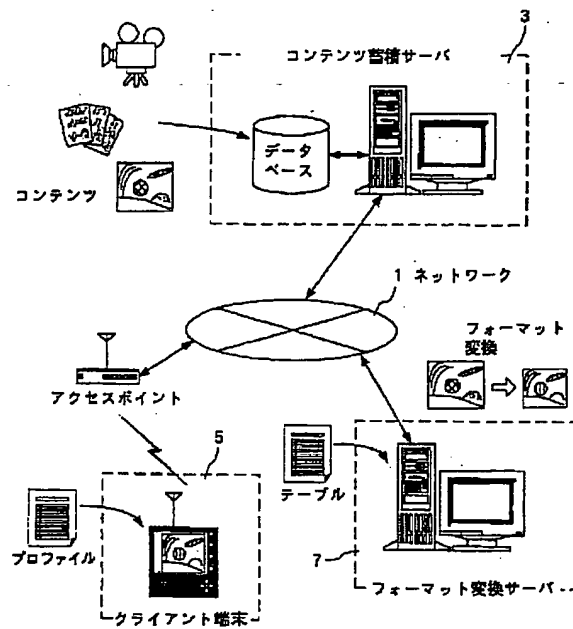 3
コンテンツ蓄積サーバ
データ
ベース
コンテンツ
1 ネットワーク
フォーマット
変換
アクセスポイント
5
テーブル
プロファイル
7
クライアント端末
フォーマット変換サーバ